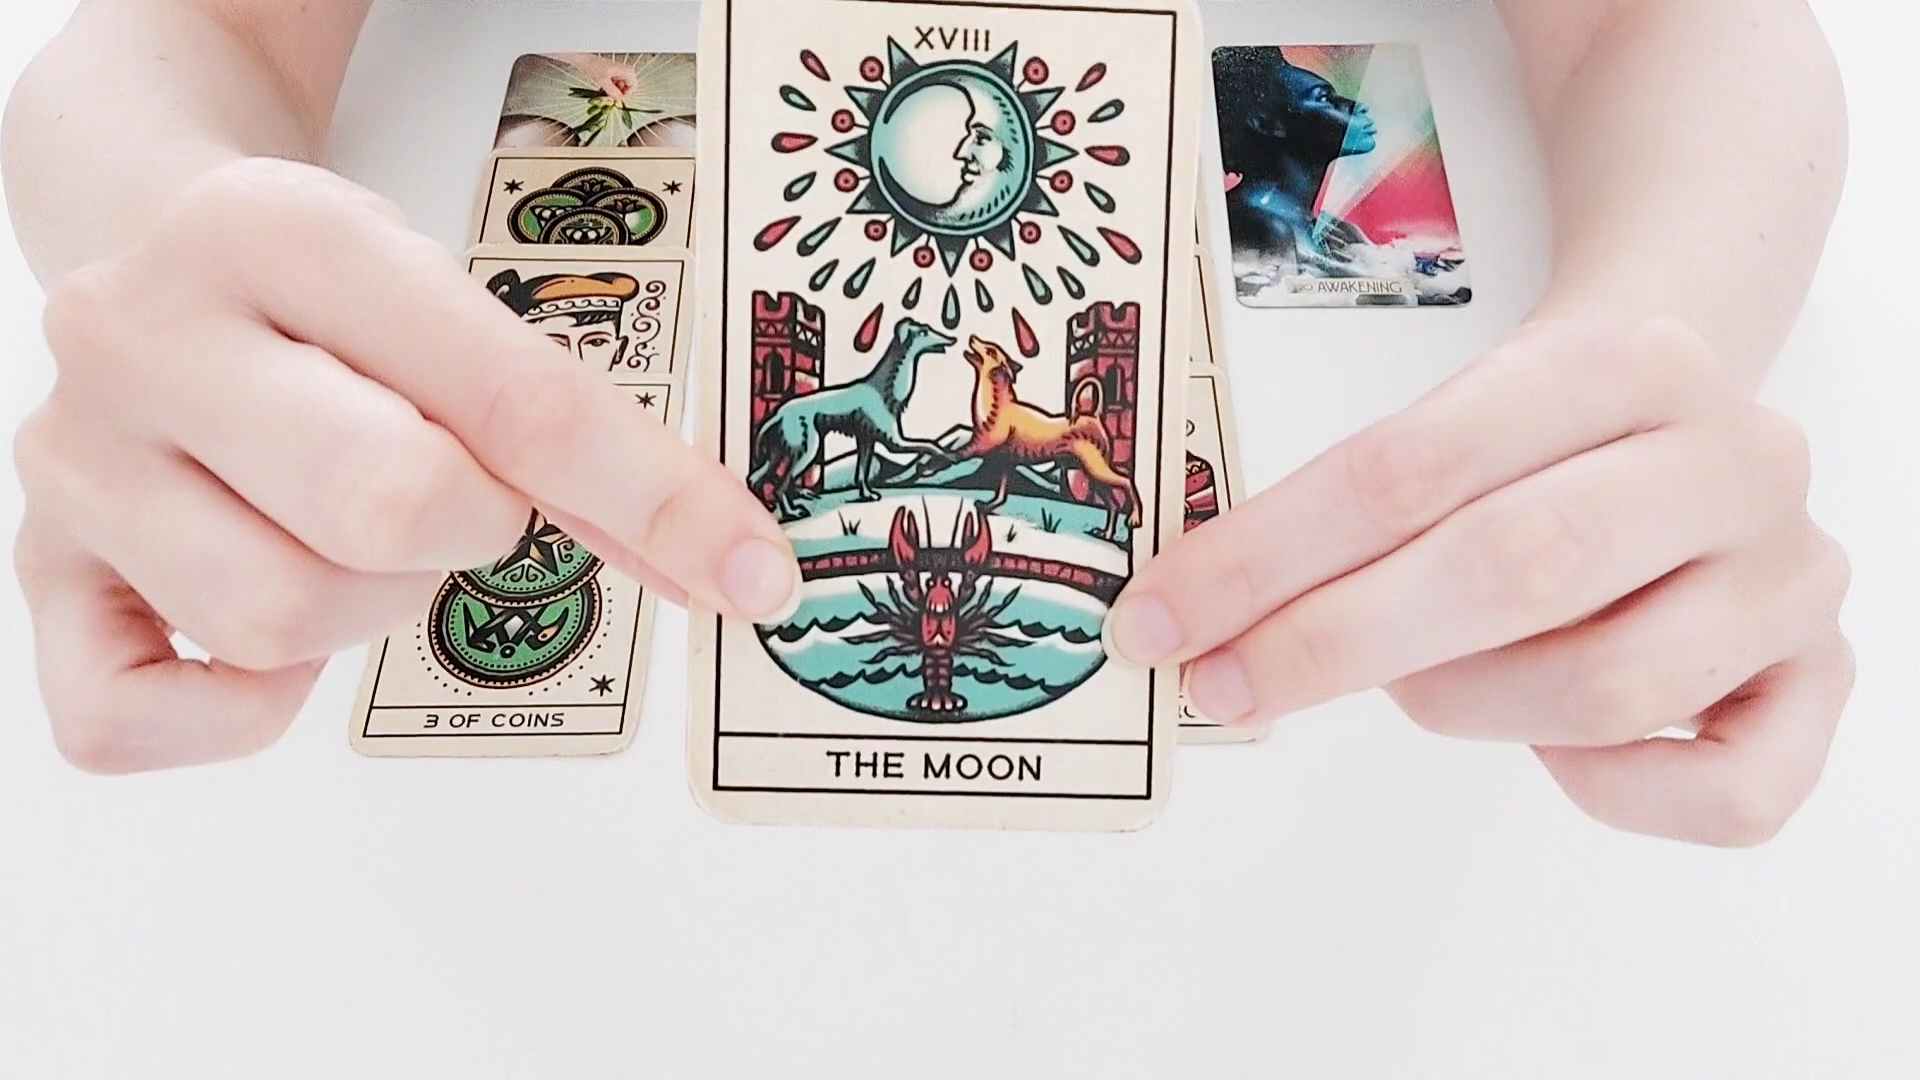 XVIII
AWAKENING
3 OF COINS
THE MOON